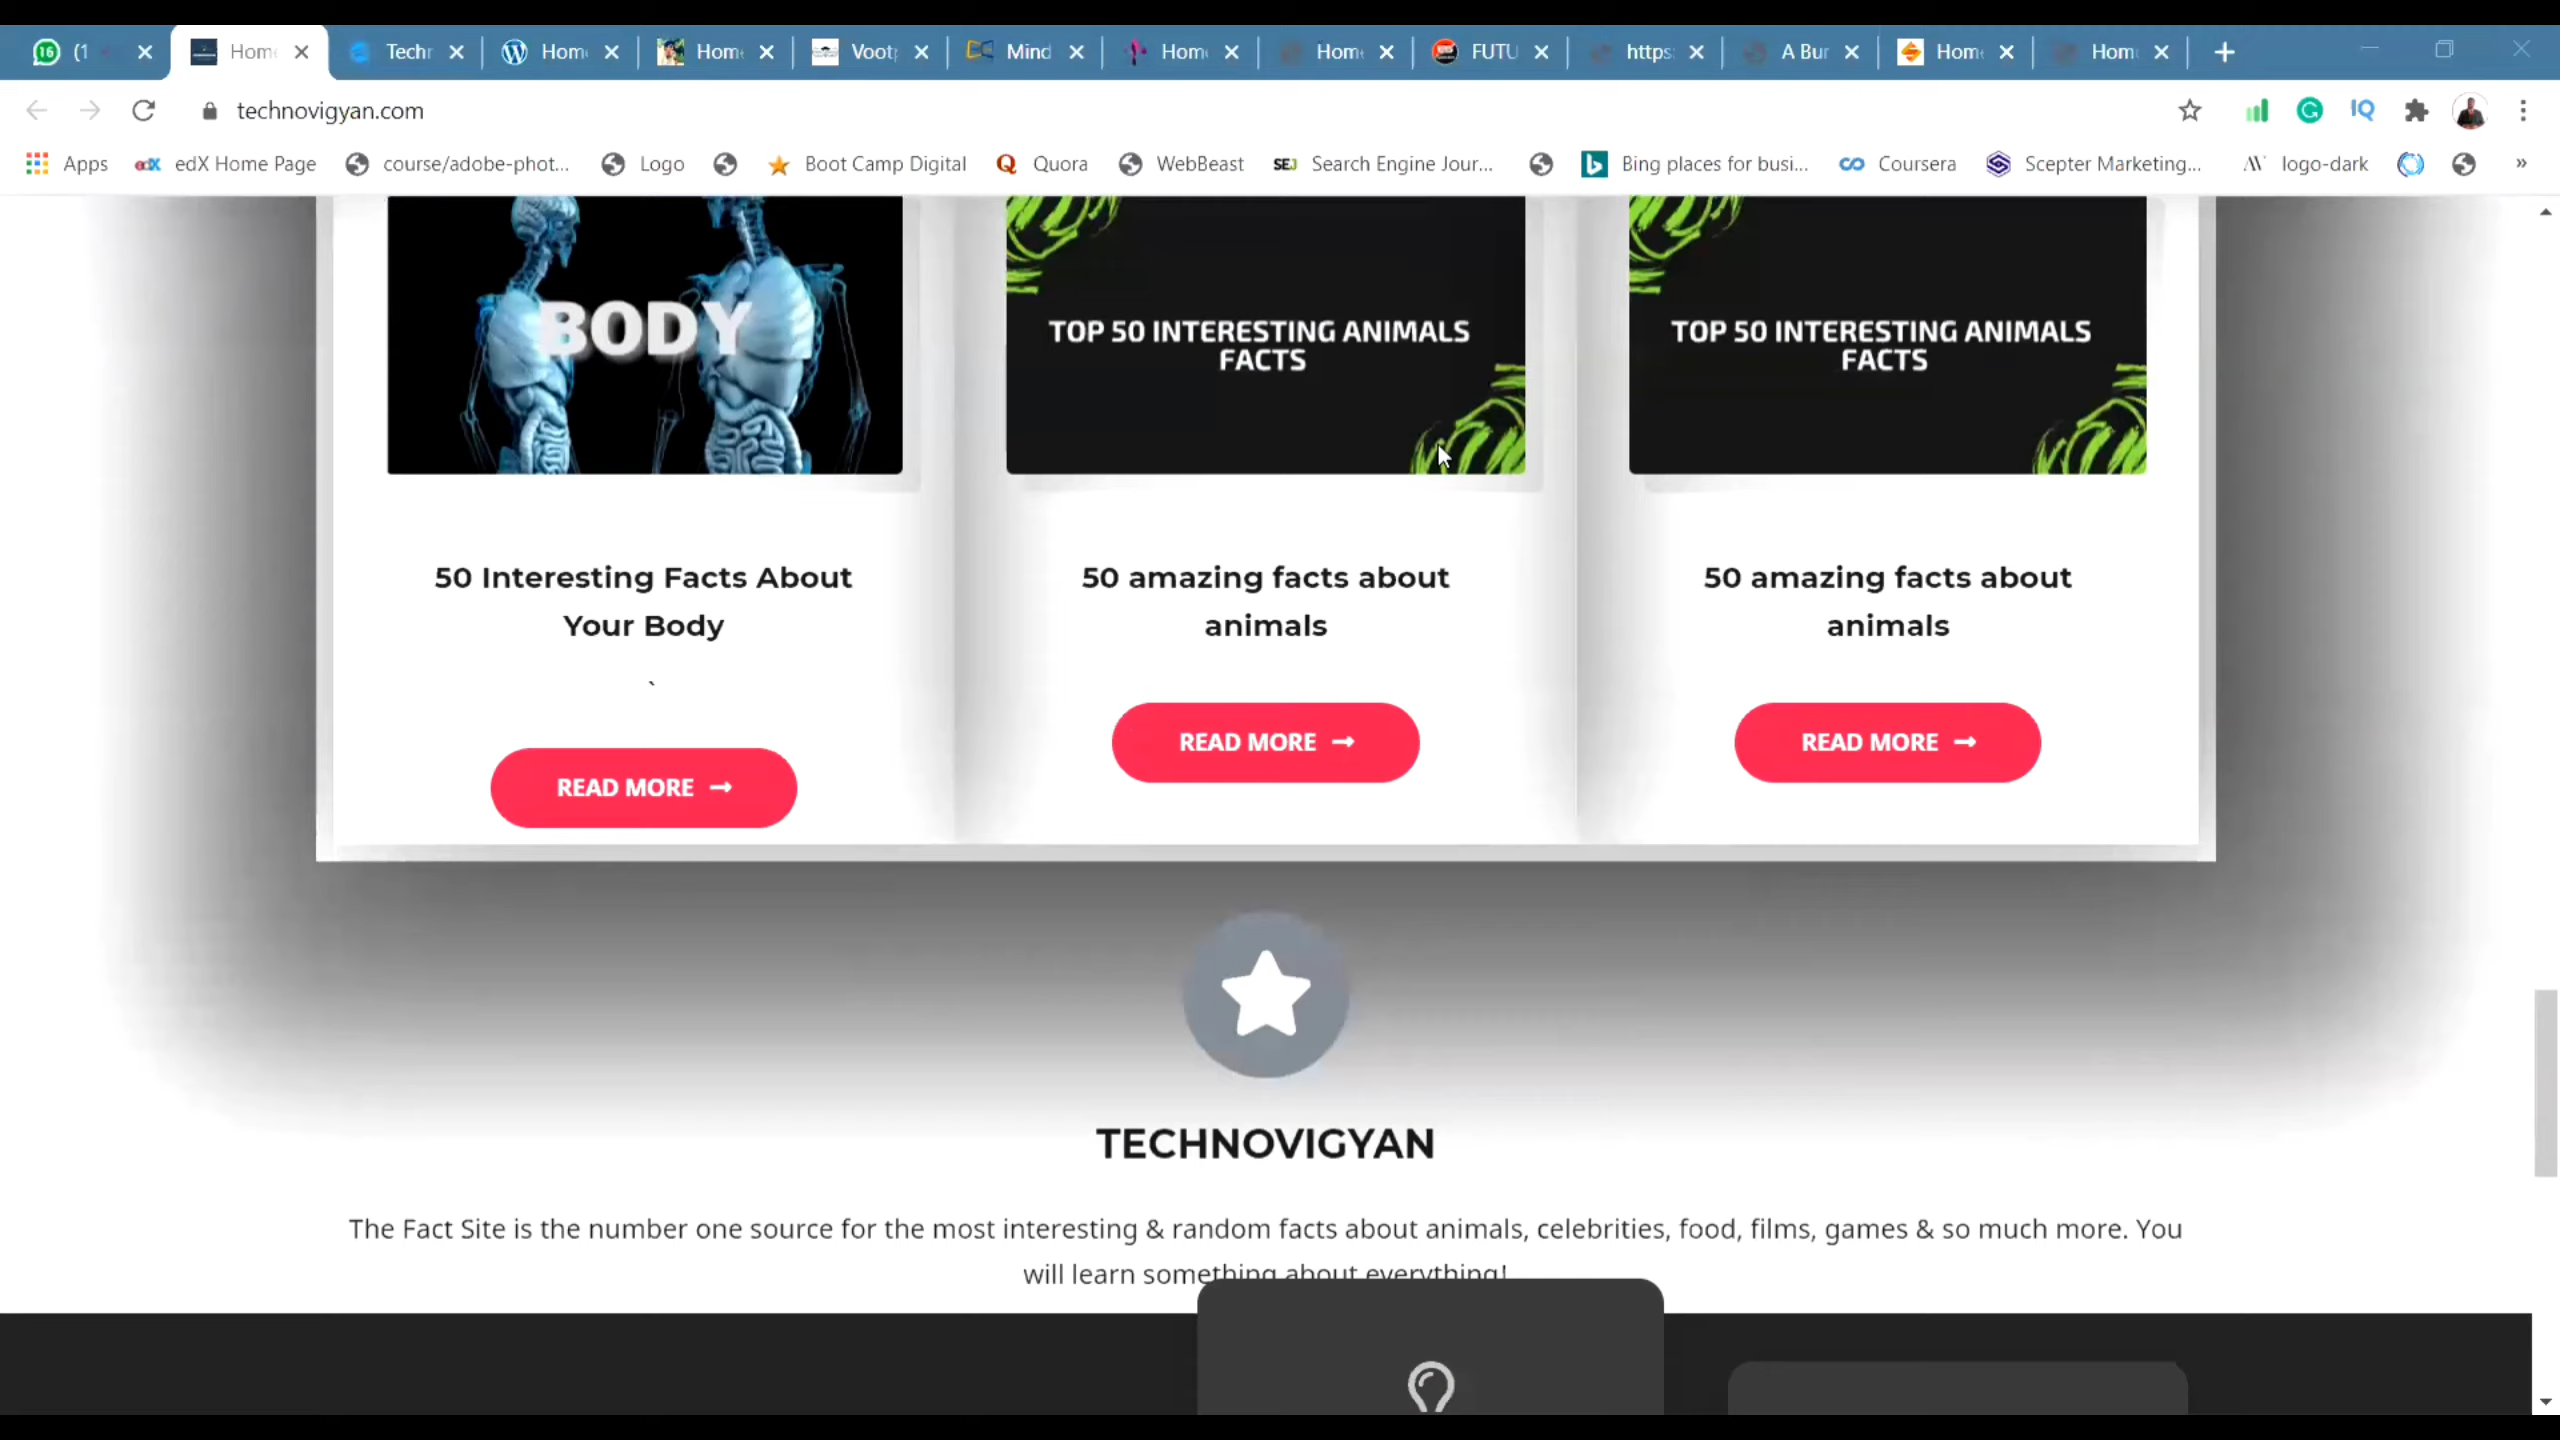 16 (1 Hom Techr Hom Hom Voot Mind Hom Hom FUTU https A Bur Hom Hom
technovigyan.com IQ
Apps edX edX Home Page course/adobe-phot... Logo Boot Camp Digital Quora WebBeast SEJ Search Engine Jour... Bing places for busi... Coursera Scepter Marketing... logo-dark »
BODY
TOP 50 INTERESTING ANIMALS
FACTS
TOP 50 INTERESTING ANIMALS
FACTS
50 Interesting Facts About
Your Body
`
READ MORE →
50 amazing facts about
animals
READ MORE →
50 amazing facts about
animals
READ MORE →
TECHNOVIGYAN
The Fact Site is the number one source for the most interesting & random facts about animals, celebrities, food, films, games & so much more. You
will learn something about everything!